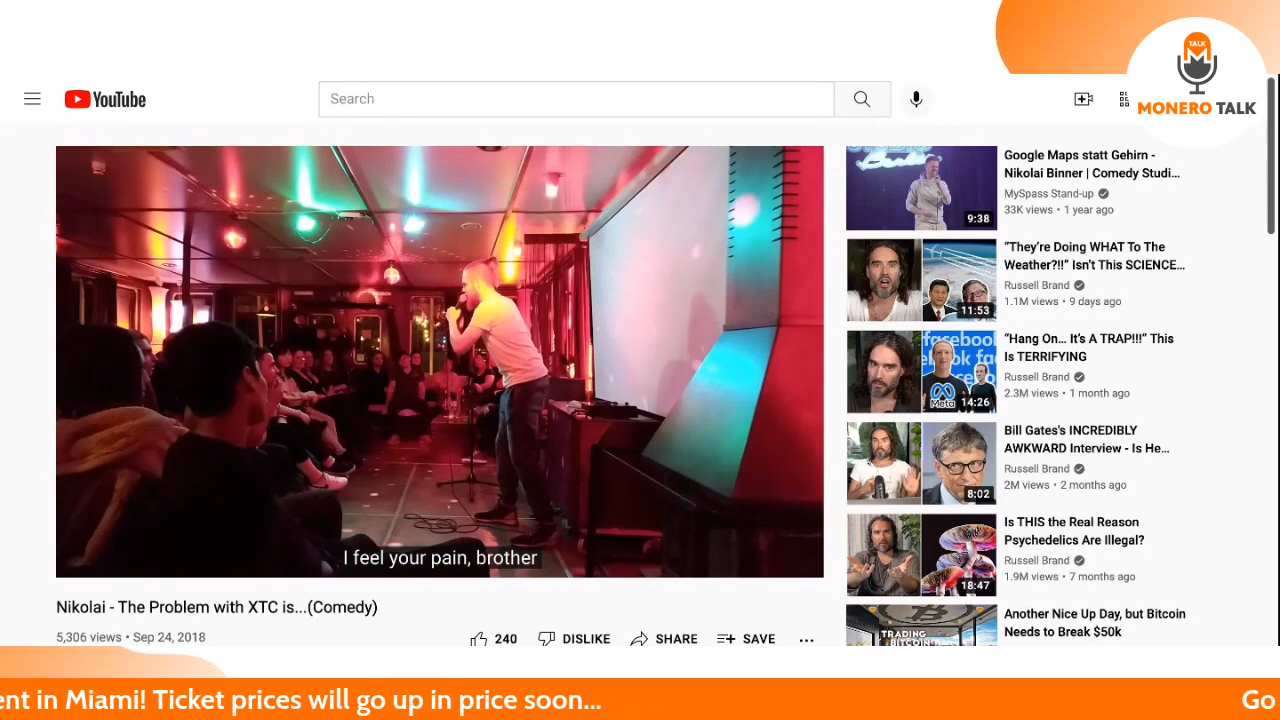 TALK
MONERO TALK
YouTube
Search
I feel your pain, brother
Nikolai - The Problem with XTC is...(Comedy)
5,306 views • Sep 24, 2018
240
DISLIKE
SHARE
SAVE
9:38
Google Maps statt Gehirn -
Nikolai Binner | Comedy Studi...
MySpass Stand-up
33K views • 1 year ago
11:53
“They’re Doing WHAT To The
Weather?!!” Isn’t This SCIENCE...
Russell Brand
1.1M views • 9 days ago
facebook
Meta
14:26
“Hang On... It’s A TRAP!!!” This
Is TERRIFYING
Russell Brand
2.3M views • 1 month ago
8:02
Bill Gates's INCREDIBLY
AWKWARD Interview - Is He...
Russell Brand
2M views • 2 months ago
18:47
Is THIS the Real Reason
Psychedelics Are Illegal?
Russell Brand
1.9M views • 7 months ago
TRADING
BITCOIN
Another Nice Up Day, but Bitcoin
Needs to Break $50k
ent in Miami! Ticket prices will go up in price soon...
Go